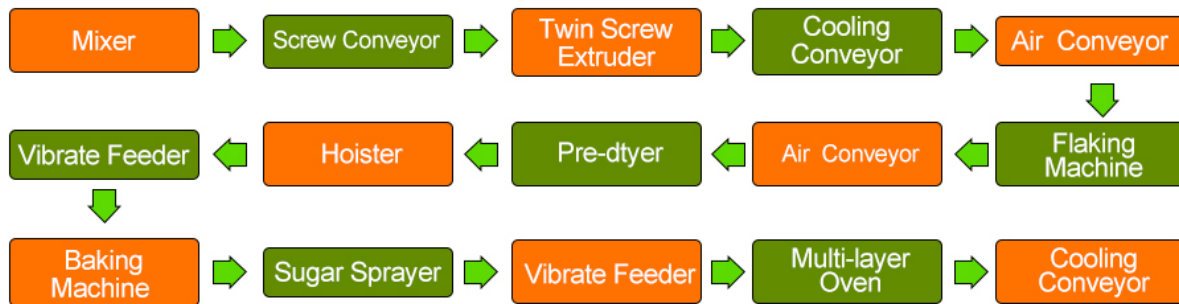 Mixer
Screw Conveyor
Twin Screw
Extruder
Cooling
Conveyor
Air Conveyor
Flaking
Machine
Air Conveyor
Pre-dtyer
Hoister
Vibrate Feeder
Baking
Machine
Sugar Sprayer
Vibrate Feeder
Multi-layer
Oven
Cooling
Conveyor